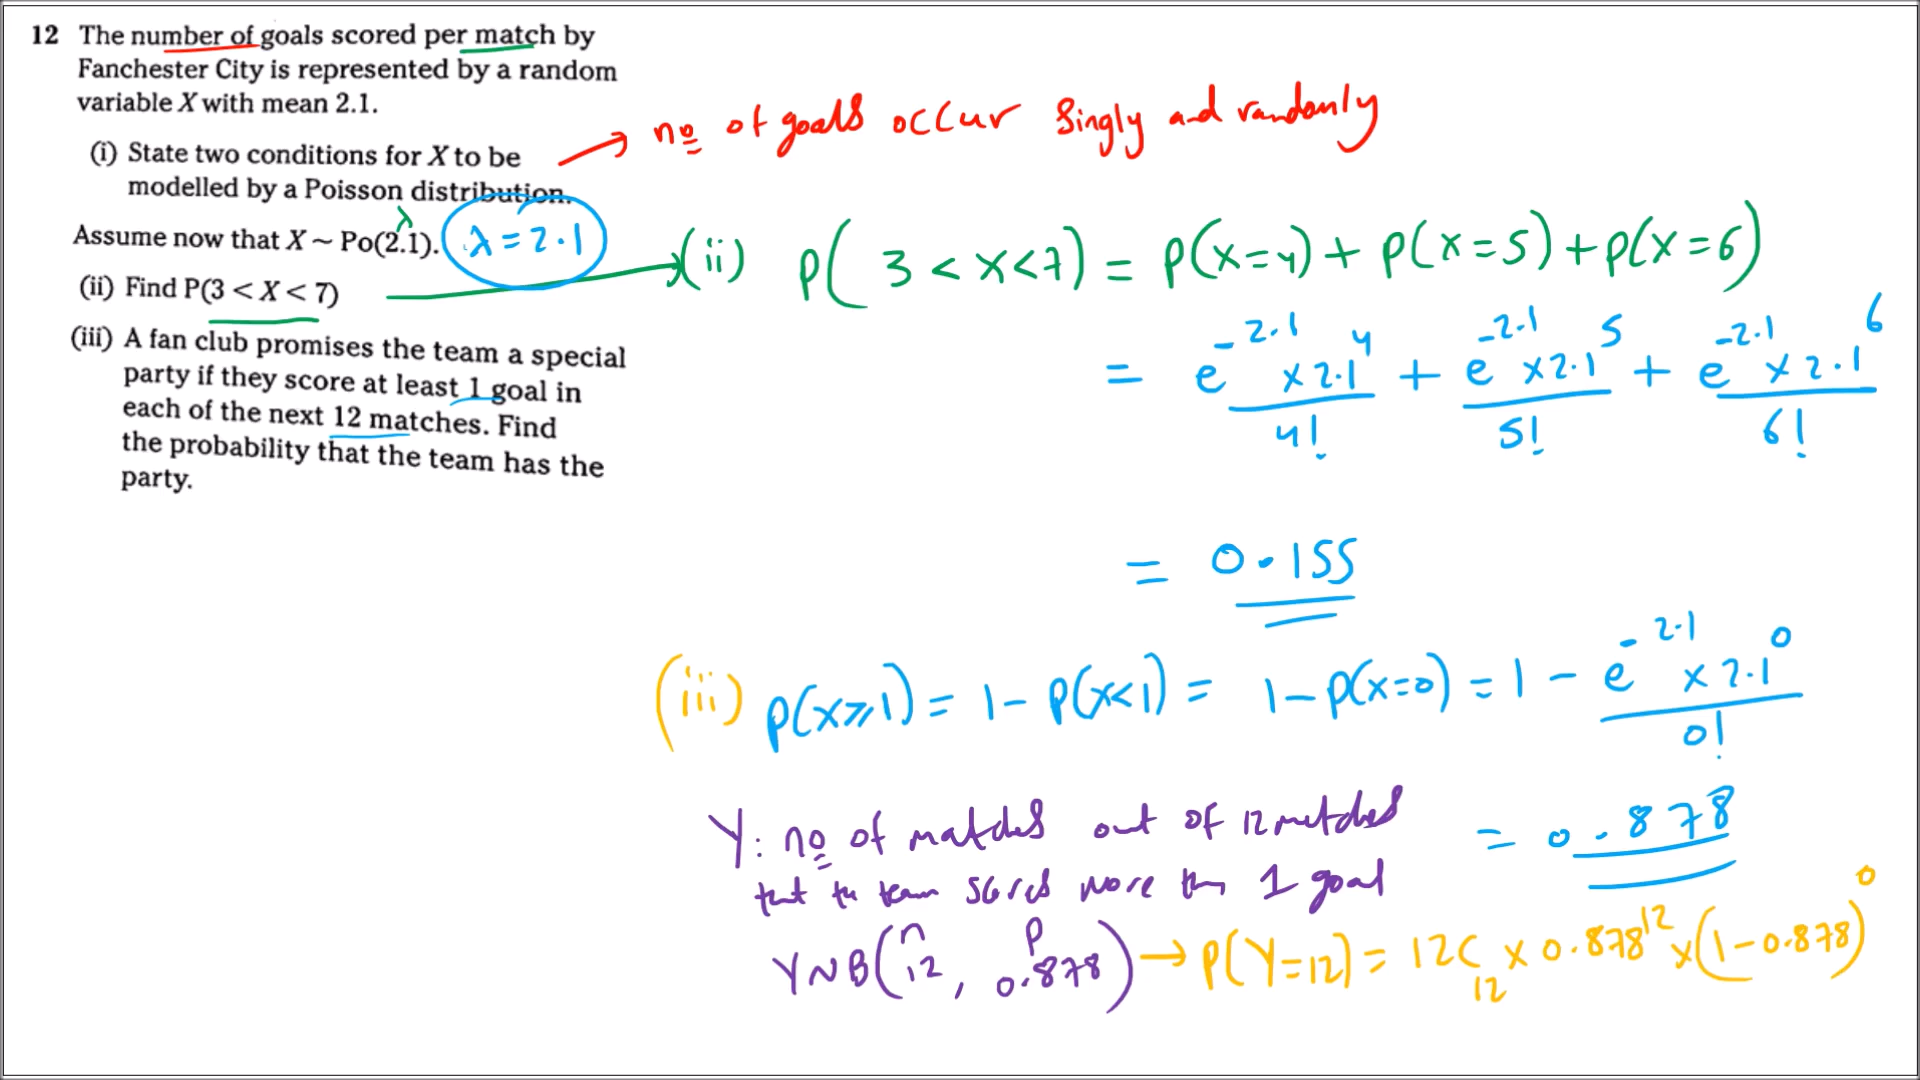 12 The number of goals scored per match by
Fanchester City is represented by a random
variable X with mean 2.1.
(i) State two conditions for X to be
modelled by a Poisson distribution.
Assume now that X ~ Po(2.1).
(ii) Find P(3 < X < 7)
(iii) A fan club promises the team a special
party if they score at least 1 goal in
each of the next 12 matches. Find
the probability that the team has the
party.
no of goals occur singly and randomly
λ
λ = 2.1
(ii) P(3 < x < 7) = P(x=4) + P(x=5) + P(x=6)
= e^-2.1 x 2.1^4 / 4! + e^-2.1 x 2.1^5 / 5! + e^-2.1 x 2.1^6 / 6!
= 0.155
(iii) P(x⩾1) = 1 - P(x<1) = 1 - P(x=0) = 1 - e^-2.1 x 2.1^0 / 0!
= 0.878
Y: no of matches out of 12 matches
that the team scores more than 1 goal
Y~B(12, 0.878)
n p
→ P(Y=12) = 12C12 x 0.878^12 x (1-0.878)^0